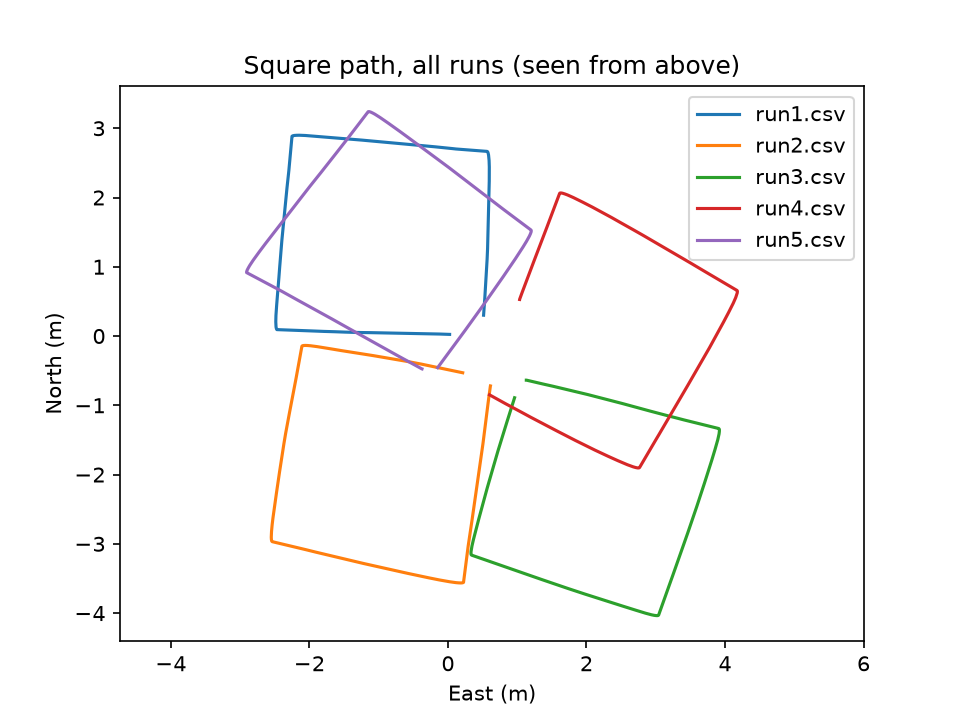 Square path, all runs (seen from above)
run1.csv
run2.csv
run3.csv
run4.csv
run5.csv
3
2
1
0
−1
−2
−3
−4
North (m)
−4 −2 0 2 4 6
East (m)